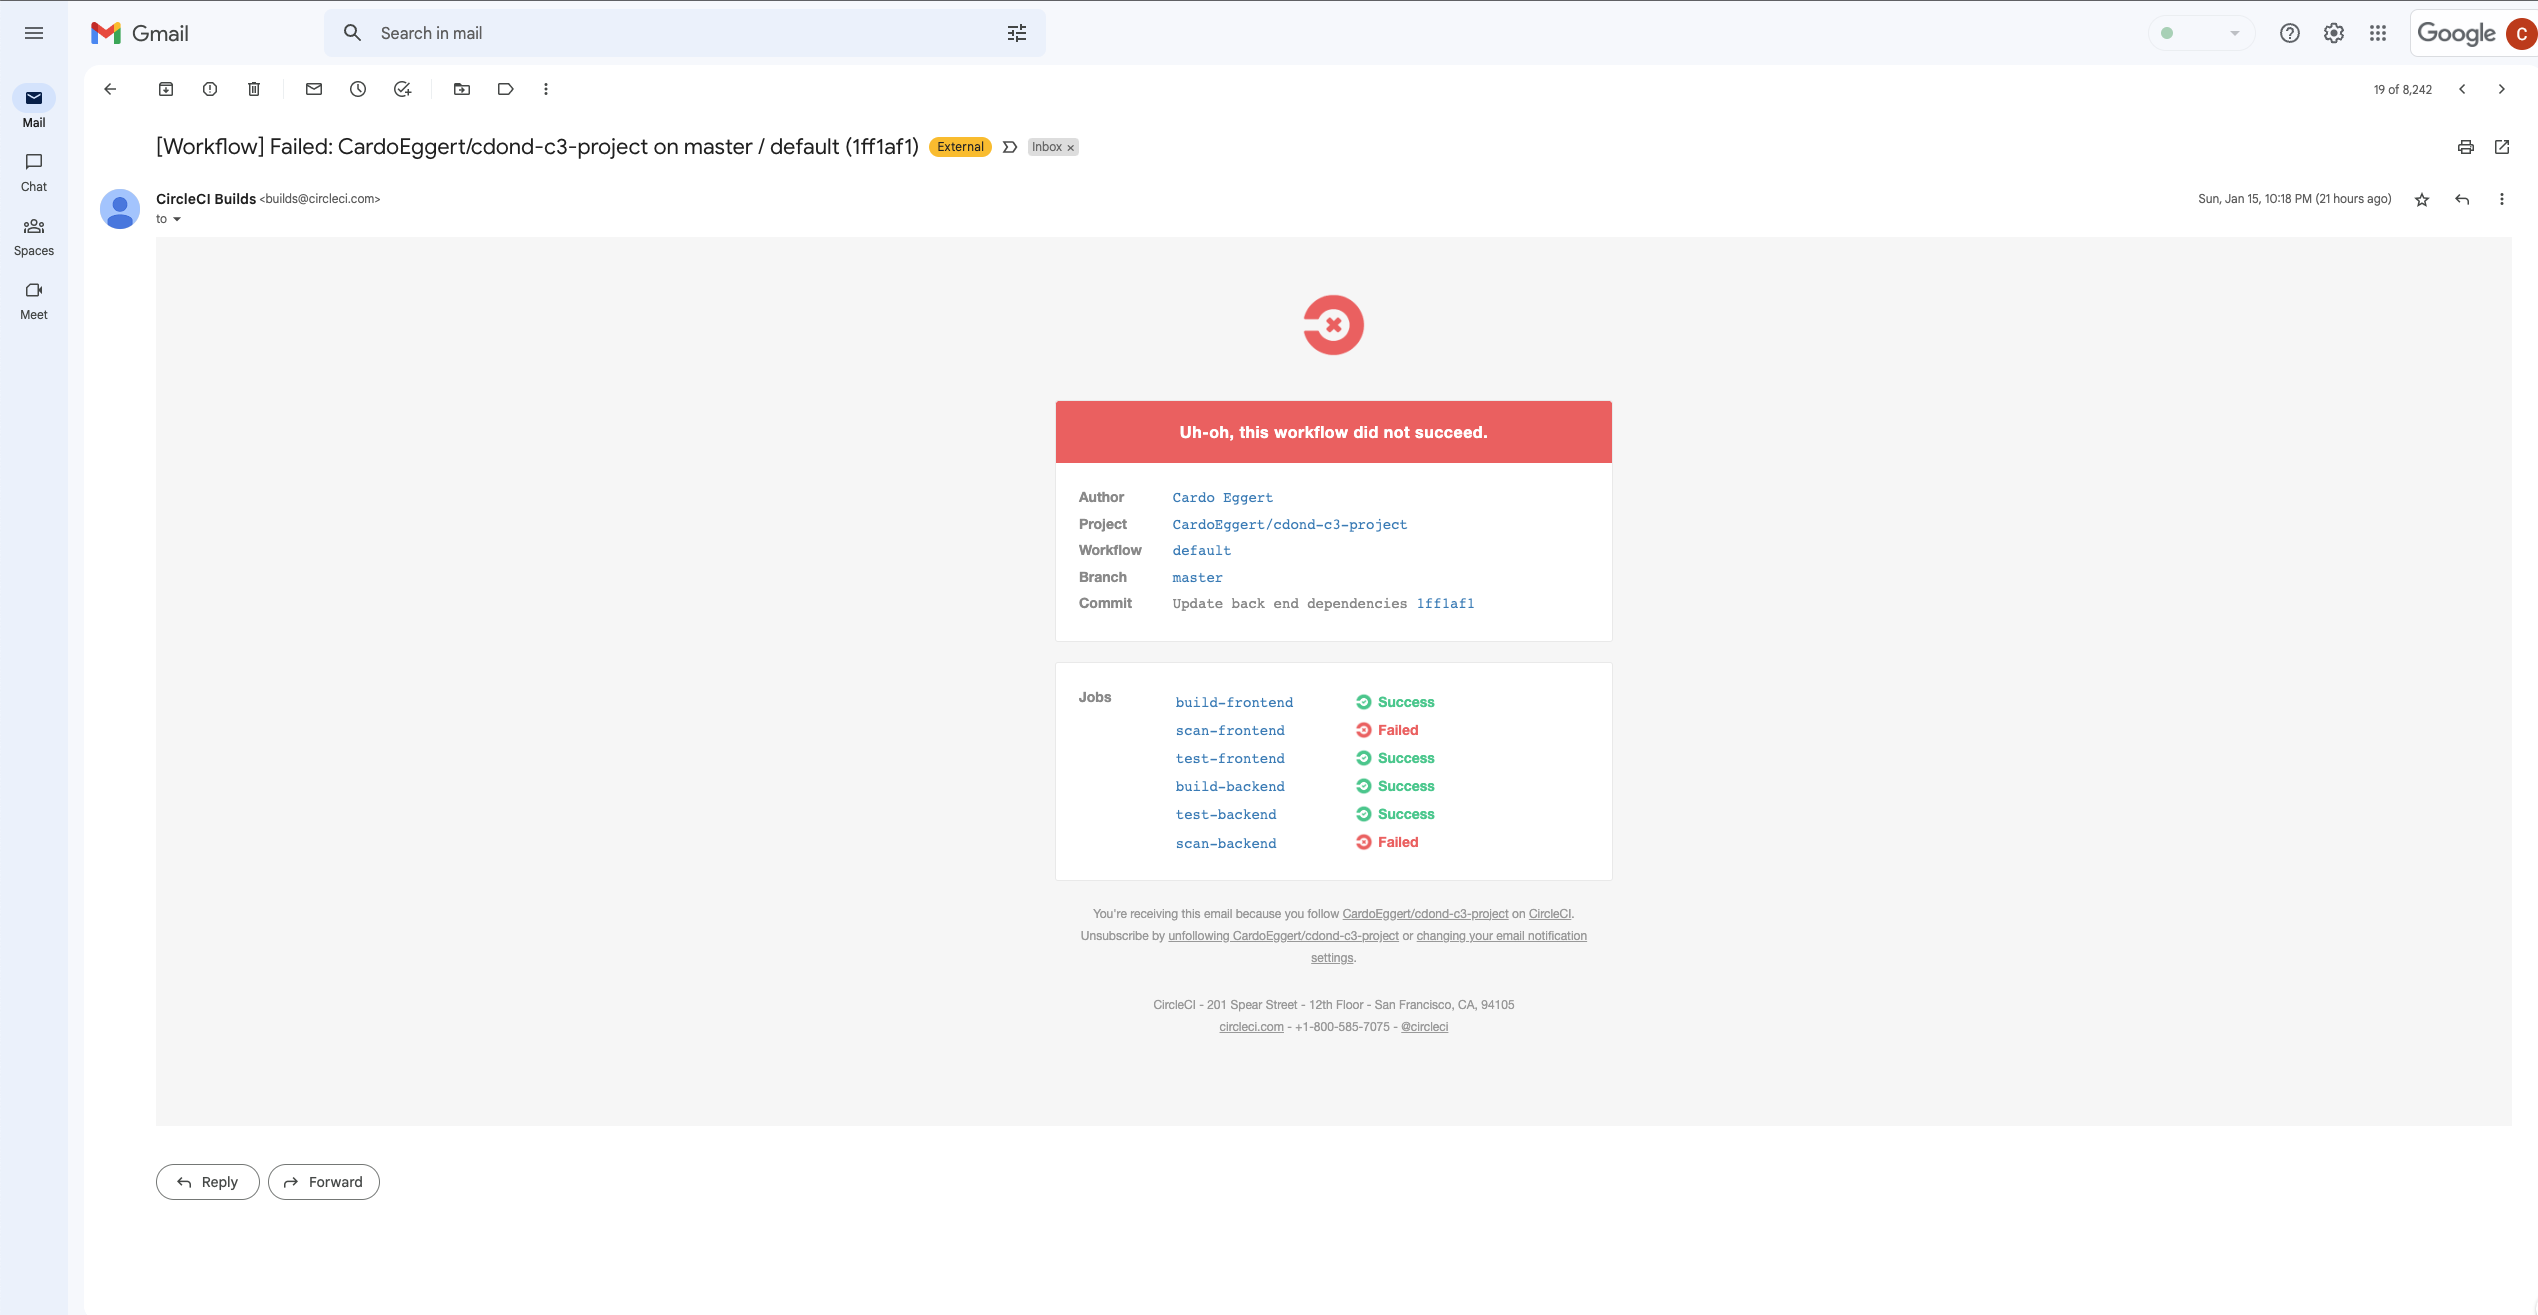 Gmail
Search in mail
Google
C
Mail
Chat
Spaces
Meet
19 of 8,242
[Workflow] Failed: CardoEggert/cdond-c3-project on master / default (1ff1af1) External Inbox ×
CircleCI Builds <builds@circleci.com>
Sun, Jan 15, 10:18 PM (21 hours ago)
to
Uh-oh, this workflow did not succeed.
Author Cardo Eggert
Project CardoEggert/cdond-c3-project
Workflow default
Branch master
Commit Update back end dependencies 1ff1af1
Jobs
build-frontend Success
scan-frontend Failed
test-frontend Success
build-backend Success
test-backend Success
scan-backend Failed
You're receiving this email because you follow CardoEggert/cdond-c3-project on CircleCI.
Unsubscribe by unfollowing CardoEggert/cdond-c3-project or changing your email notification
settings.
CircleCI - 201 Spear Street - 12th Floor - San Francisco, CA, 94105
circleci.com - +1-800-585-7075 - @circleci
Reply
Forward